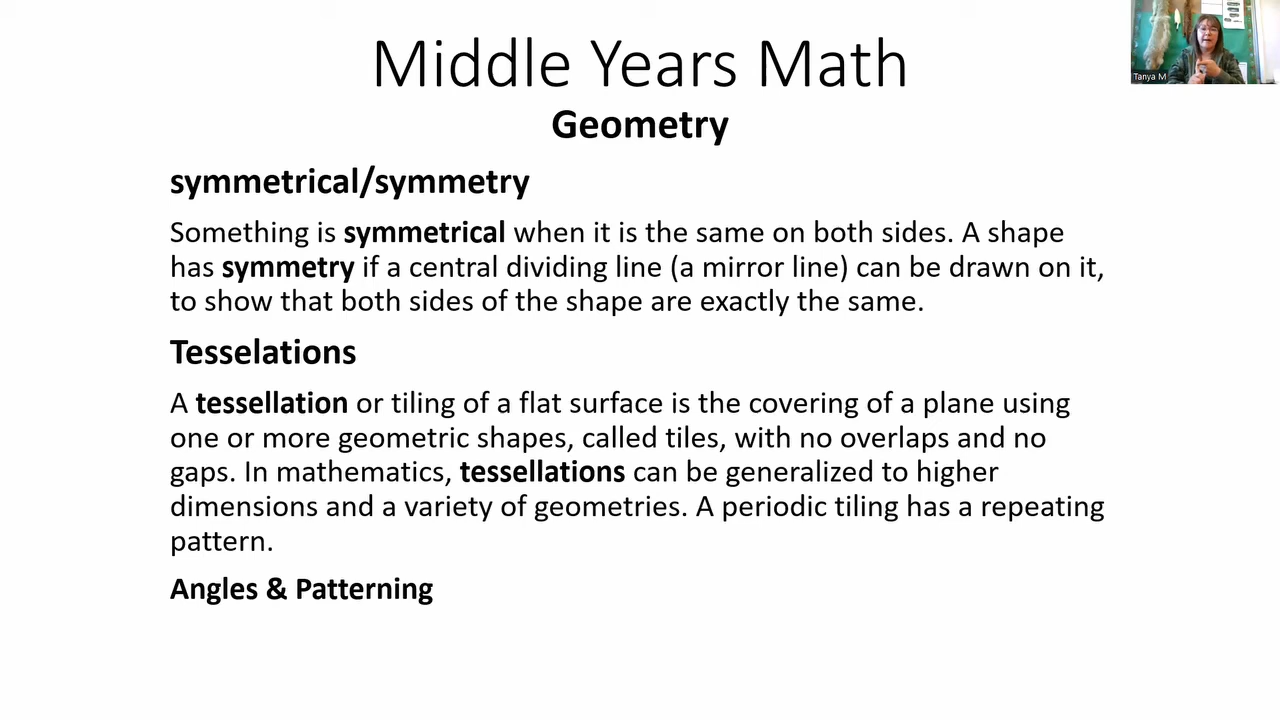 Middle Years Math
Geometry
symmetrical/symmetry
Something is symmetrical when it is the same on both sides. A shape
has symmetry if a central dividing line (a mirror line) can be drawn on it,
to show that both sides of the shape are exactly the same.
Tesselations
A tessellation or tiling of a flat surface is the covering of a plane using
one or more geometric shapes, called tiles, with no overlaps and no
gaps. In mathematics, tessellations can be generalized to higher
dimensions and a variety of geometries. A periodic tiling has a repeating
pattern.
Angles & Patterning
Tanya M